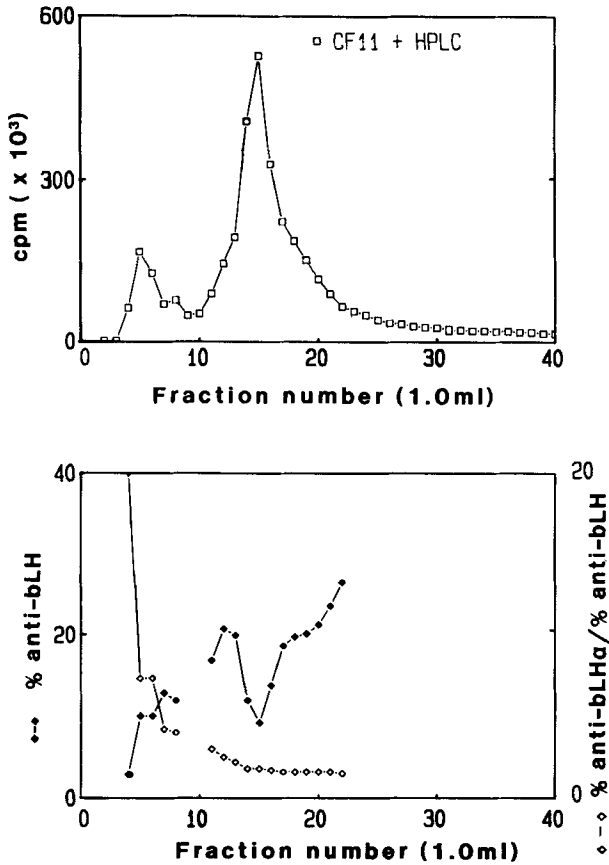 600
□ CF11 + HPLC
300
cpm ( x 10³)
0
0 10 20 30 40
Fraction number (1.0ml)
40
20
0
◆-◆ % anti-bLH
20
10
0
◇-◇ % anti-bLHα/% anti-bLH
0 10 20 30 40
Fraction number (1.0ml)